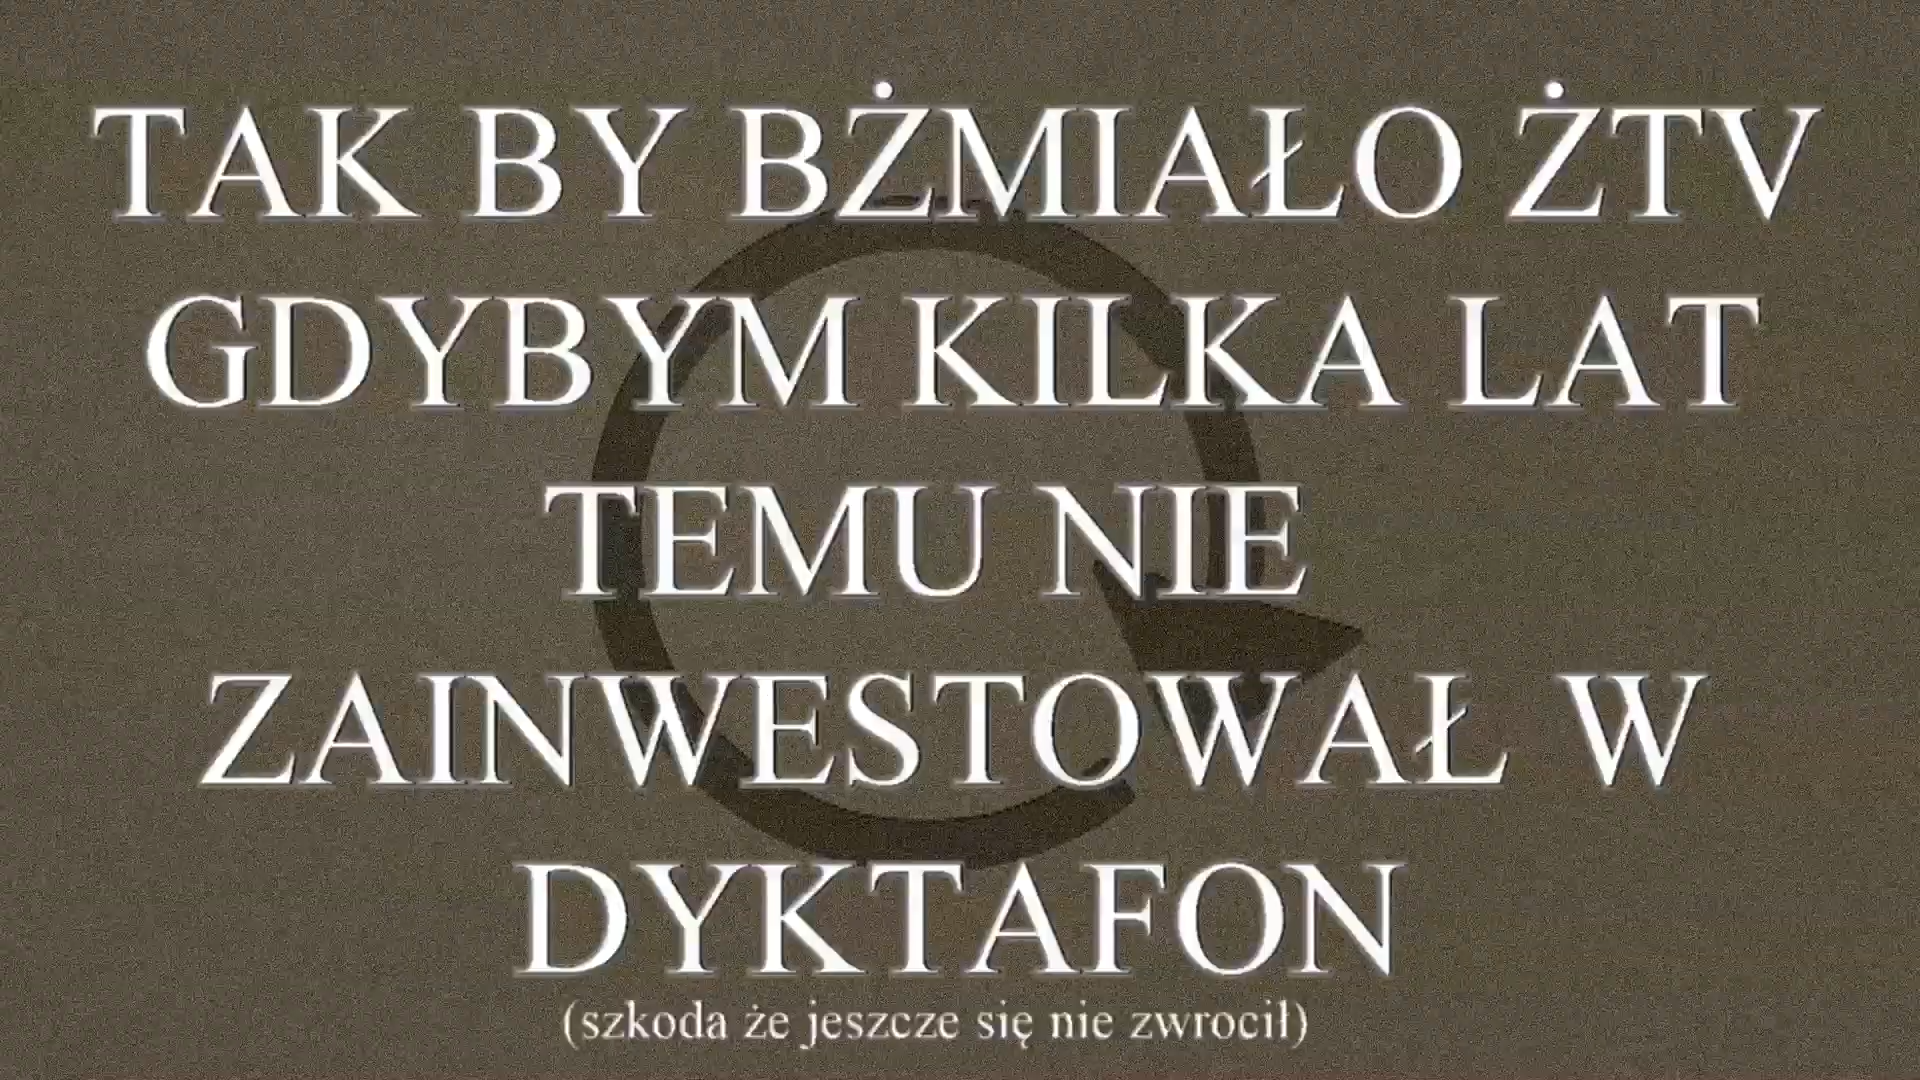 TAK BY BŻMIAŁO ŻTV
GDYBYM KILKA LAT
TEMU NIE
ZAINWESTOWAŁ W
DYKTAFON
(szkoda że jeszcze się nie zwrocił)